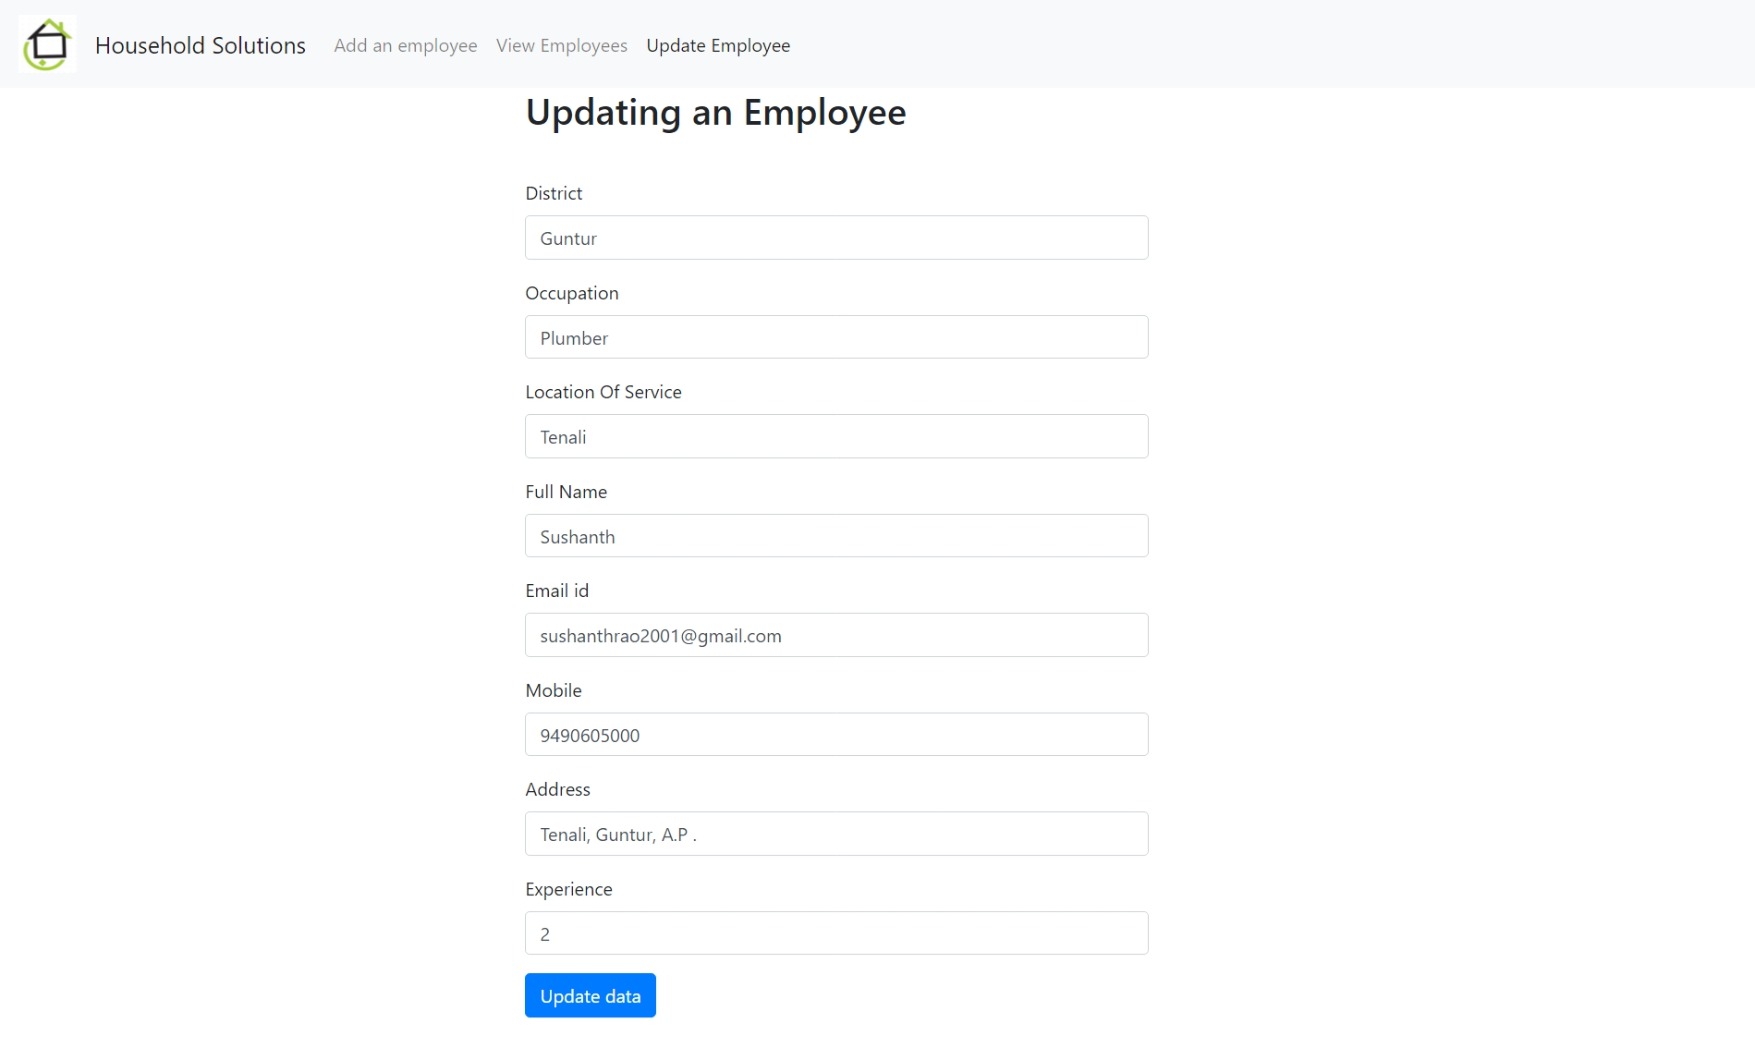 Household Solutions Add an employee View Employees Update Employee
Updating an Employee
District
Guntur
Occupation
Plumber
Location Of Service
Tenali
Full Name
Sushanth
Email id
sushanthrao2001@gmail.com
Mobile
9490605000
Address
Tenali, Guntur, A.P .
Experience
2
Update data